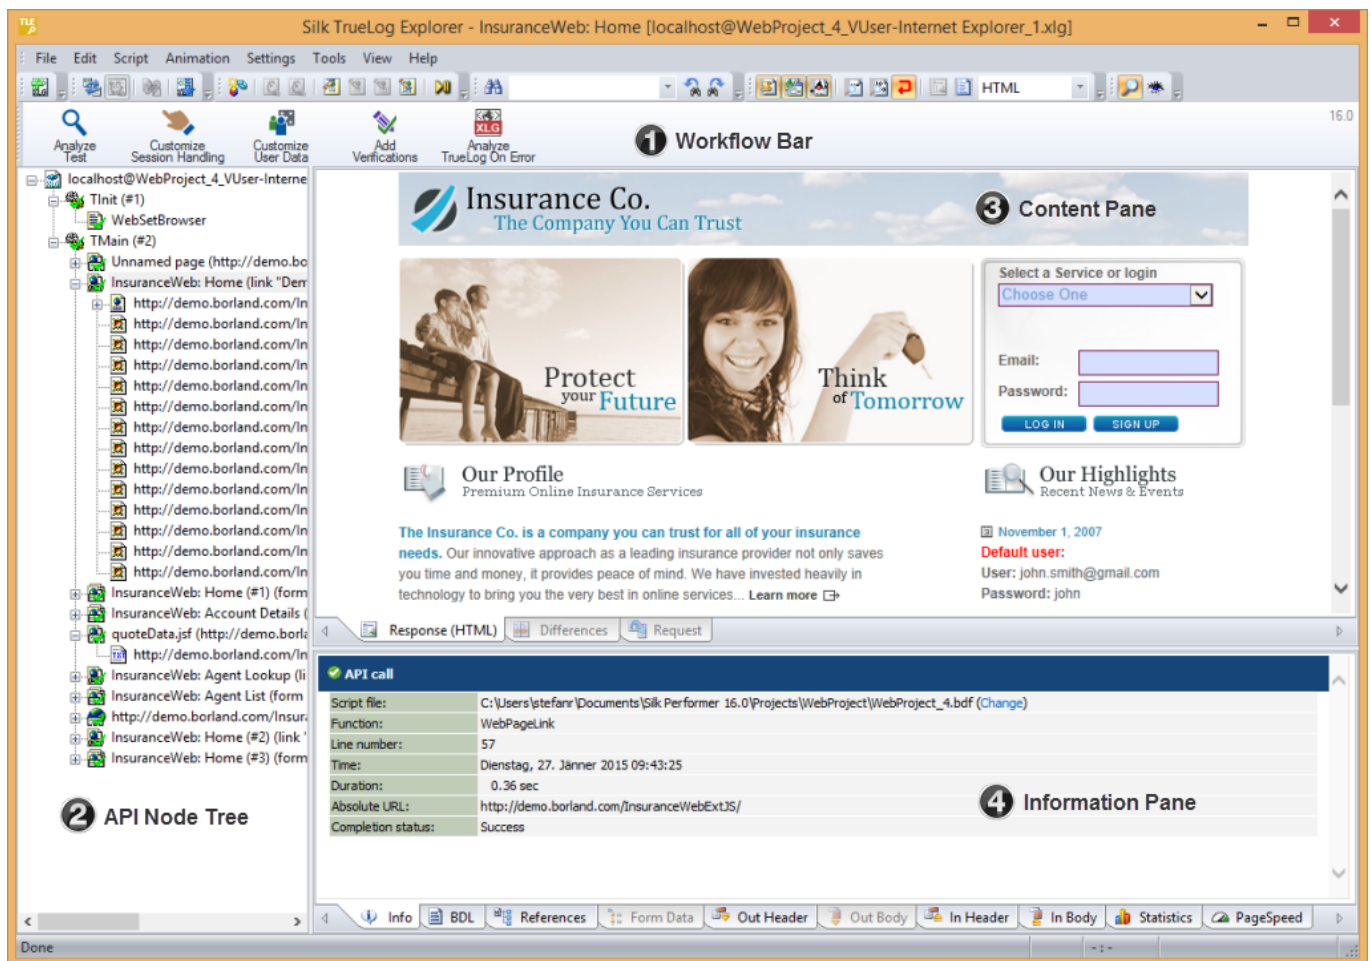 TLE
Silk TrueLog Explorer - InsuranceWeb: Home [localhost@WebProject_4_VUser-Internet Explorer_1.xlg]
File Edit Script Animation Settings Tools View Help
HTML
16.0
Analyze Test
Customize Session Handling
Customize User Data
Add Verifications
XLG
Analyze TrueLog On Error
1 Workflow Bar
localhost@WebProject_4_VUser-Interne
TInit (#1)
WebSetBrowser
TMain (#2)
Unnamed page (http://demo.bo
InsuranceWeb: Home (link "Dem
http://demo.borland.com/In
http://demo.borland.com/In
http://demo.borland.com/In
http://demo.borland.com/In
http://demo.borland.com/In
http://demo.borland.com/In
http://demo.borland.com/In
http://demo.borland.com/In
http://demo.borland.com/In
http://demo.borland.com/In
http://demo.borland.com/In
http://demo.borland.com/In
http://demo.borland.com/In
http://demo.borland.com/In
InsuranceWeb: Home (#1) (form
InsuranceWeb: Account Details (
quoteData.jsf (http://demo.borla
TXT
http://demo.borland.com/In
InsuranceWeb: Agent Lookup (li
InsuranceWeb: Agent List (form
http://demo.borland.com/Insur
InsuranceWeb: Home (#2) (link '
InsuranceWeb: Home (#3) (form
2 API Node Tree
Insurance Co.
The Company You Can Trust
3 Content Pane
Protect
your Future
Think
of Tomorrow
Select a Service or login
Choose One
Email:
Password:
LOG IN SIGN UP
Our Profile
Premium Online Insurance Services
Our Highlights
Recent News & Events
The Insurance Co. is a company you can trust for all of your insurance
needs. Our innovative approach as a leading insurance provider not only saves
you time and money, it provides peace of mind. We have invested heavily in
technology to bring you the very best in online services... Learn more
November 1, 2007
Default user:
User: john.smith@gmail.com
Password: john
Response (HTML) Differences Request
API call
Script file: C:\Users\stefanr\Documents\Silk Performer 16.0\Projects\WebProject\WebProject_4.bdf (Change)
Function: WebPageLink
Line number: 57
Time: Dienstag, 27. Jänner 2015 09:43:25
Duration: 0.36 sec
Absolute URL: http://demo.borland.com/InsuranceWebExtJS/
Completion status: Success
4 Information Pane
Info BDL References Form Data Out Header Out Body In Header In Body Statistics PageSpeed
Done
-:-